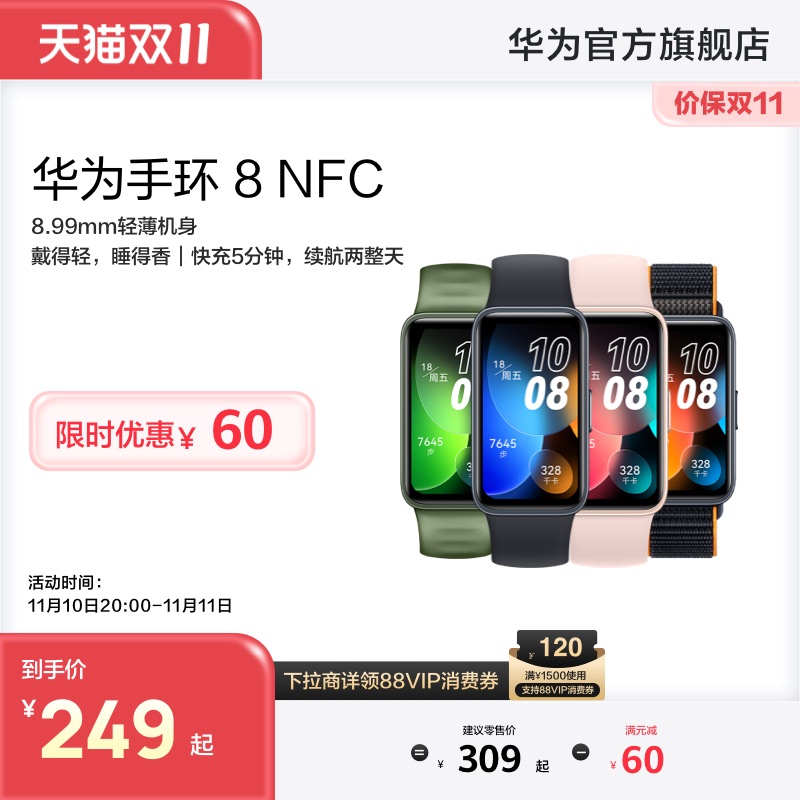 天猫双11
华为官方旗舰店
价保双11
华为手环 8 NFC
8.99mm轻薄机身
戴得轻，睡得香｜快充5分钟，续航两整天
限时优惠¥ 60
18/周五
10
08
7645
步
328
千卡
18/周五
10
08
7645
步
328
千卡
10
08
328
千卡
10
08
328
千卡
活动时间：
11月10日20:00-11月11日
到手价
¥249起
下拉商详领88VIP消费券
¥120
满¥1500使用
支持88VIP消费券
=
建议零售价
¥ 309 起
−
满元减
¥60